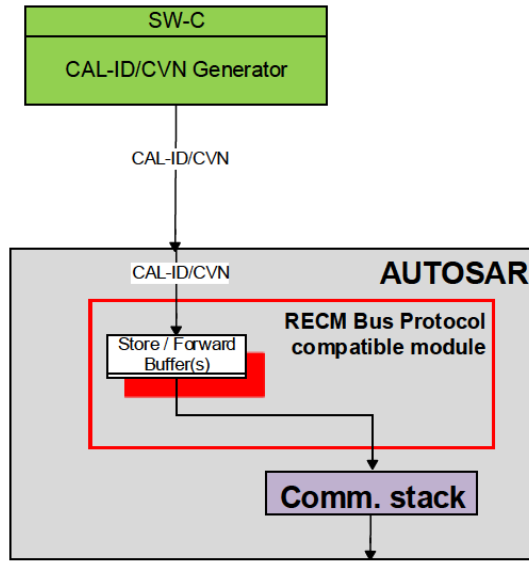 SW-C
CAL-ID/CVN Generator
CAL-ID/CVN
CAL-ID/CVN
AUTOSAR
RECM Bus Protocol
compatible module
Store / Forward
Buffer(s)
Comm. stack